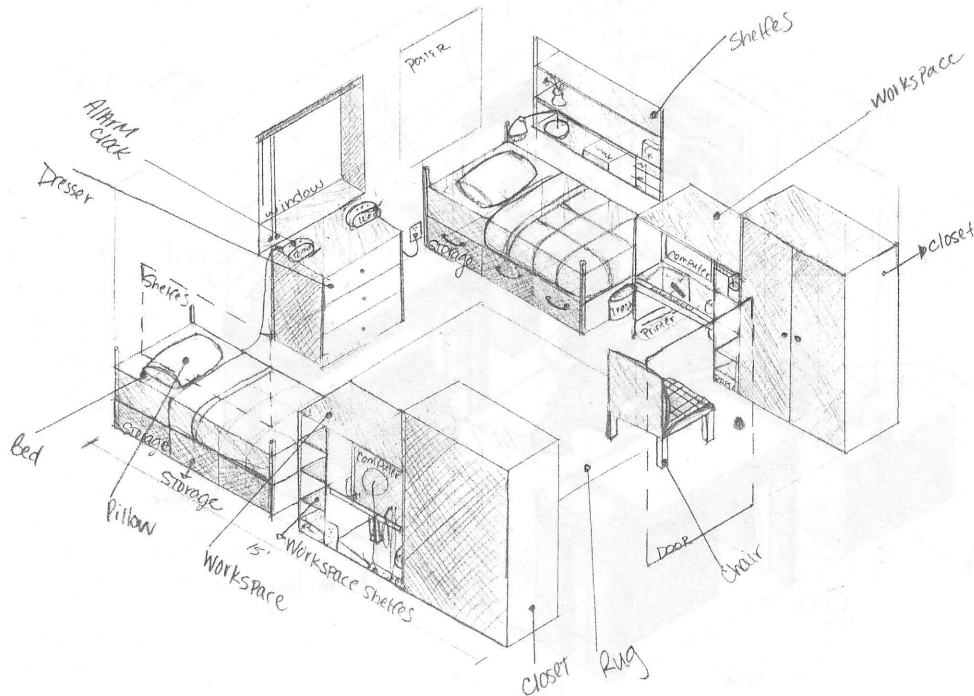 POSTER
Shelfes
Workspace
Alarm
Clock
Dresser
Window
Storage
Computer
Closet
Shelfes
Printer
Bed
Storage
Storage
Pillow
Computer
15'
Workspace
Workspace Shelfes
DOOR
Chair
Closet
Rug